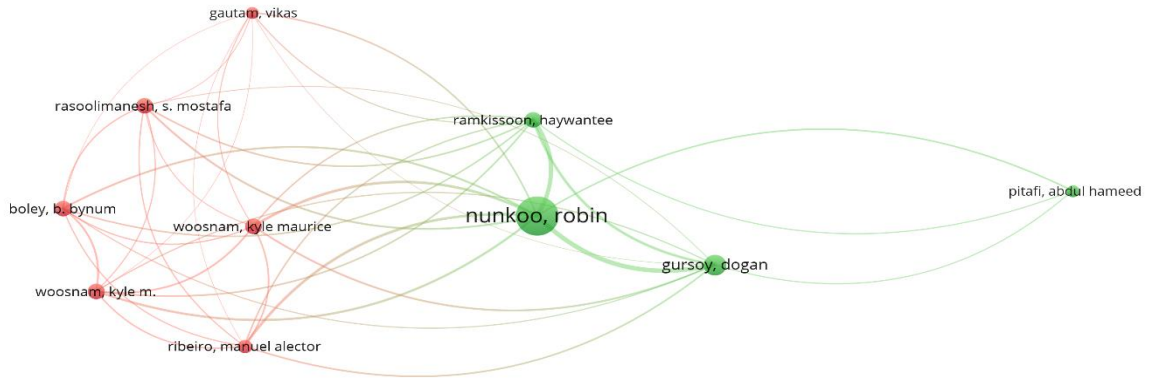 gautam, vikas
rasoolimanesh, s. mostafa
ramkissoon, haywantee
pitafi, abdul hameed
boley, b. bynum
nunkoo, robin
woosnam, kyle maurice
gursoy, dogan
woosnam, kyle m.
ribeiro, manuel alector